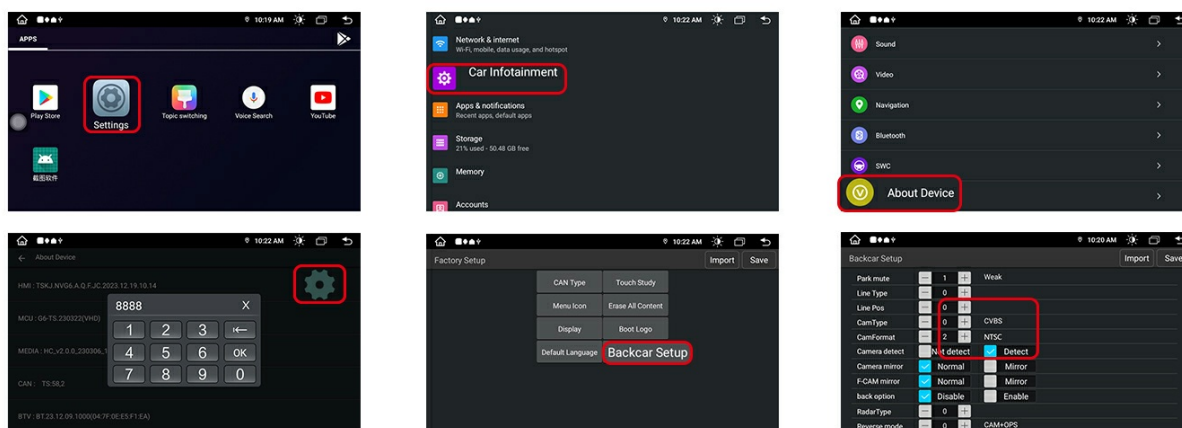 10:19 AM
APPS
Play Store
Settings
Topic switching
Voice Search
YouTube
截图软件
10:22 AM
Network & internet
Wi-Fi, mobile, data usage, and hotspot
Car Infotainment
Apps & notifications
Recent apps, default apps
Storage
21% used - 50.48 GB free
Memory
Accounts
10:22 AM
Sound
Video
Navigation
Bluetooth
SWC
About Device
10:22 AM
About Device
HMI : TSKJ.NVG6.A.Q.F.JC.2023.12.19.10.14
8888 X
MCU : G6-TS.230322(VHD)
1 2 3
MEDIA : HC_v2.0.0_230306_1
4 5 6 OK
7 8 9 0
CAN : TS:58,2
BTV : BT.23.12.09.1000(04:7F:0E:E5:F1:EA)
10:22 AM
Factory Setup Import Save
CAN Type Touch Study
Menu Icon Erase All Content
Display Boot Logo
Default Language Backcar Setup
10:20 AM
Backcar Setup Import Save
Park mute − 1 + Weak
Line Type − 0 +
Line Pos − 0 +
CamType − 0 + CVBS
CamFormat − 2 + NTSC
Camera detect Not detect Detect
Camera mirror Normal Mirror
F-CAM mirror Normal Mirror
back option Disable Enable
RadarType − 0 +
Reverse mode − 0 + CAM+OPS